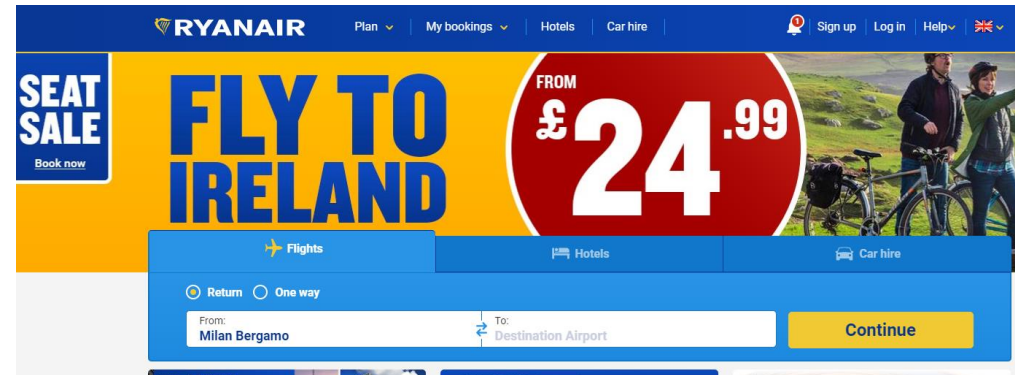 RYANAIR
Plan
My bookings
Hotels
Car hire
1
Sign up
Log in
Help
SEAT
SALE
Book now
FLY TO
IRELAND
FROM
£24.99
Flights
Hotels
Car hire
Return
One way
From:
Milan Bergamo
To:
Destination Airport
Continue